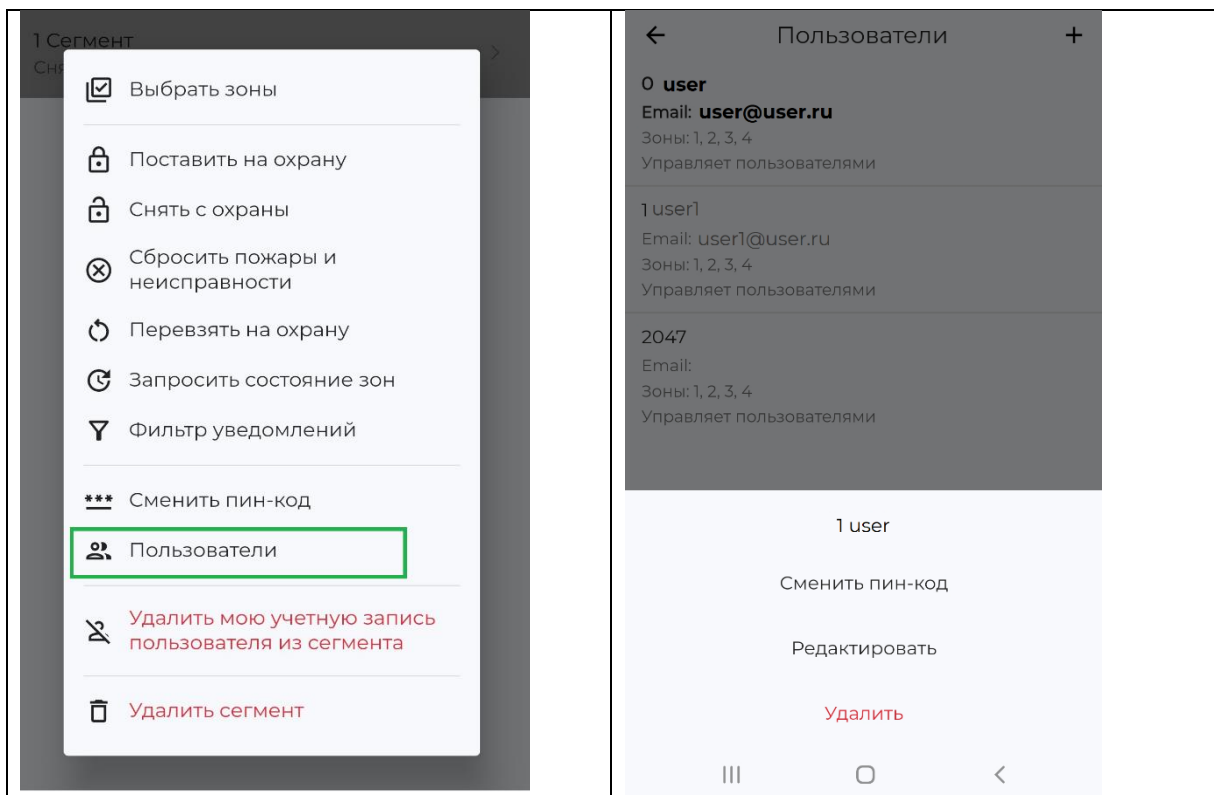 1 Сегмент
Сня
Выбрать зоны
Поставить на охрану
Снять с охраны
Сбросить пожары и
неисправности
Перевзять на охрану
Запросить состояние зон
Фильтр уведомлений
*** Сменить пин-код
Пользователи
Удалить мою учетную запись
пользователя из сегмента
Удалить сегмент
Пользователи
0 user
Email: user@user.ru
Зоны: 1, 2, 3, 4
Управляет пользователями
1 user1
Email: user1@user.ru
Зоны: 1, 2, 3, 4
Управляет пользователями
2047
Email:
Зоны: 1, 2, 3, 4
Управляет пользователями
1 user
Сменить пин-код
Редактировать
Удалить